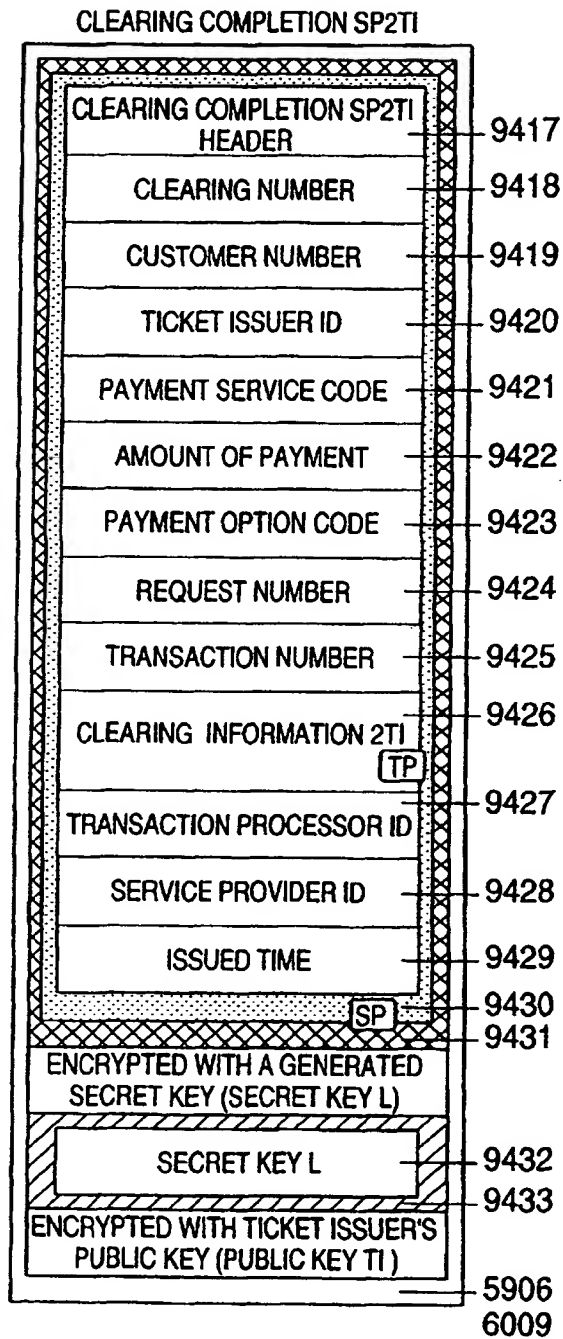 CLEARING COMPLETION SP2TI
CLEARING COMPLETION SP2TI
HEADER
9417
CLEARING NUMBER
9418
CUSTOMER NUMBER
9419
TICKET ISSUER ID
9420
PAYMENT SERVICE CODE
9421
AMOUNT OF PAYMENT
9422
PAYMENT OPTION CODE
9423
REQUEST NUMBER
9424
TRANSACTION NUMBER
9425
CLEARING INFORMATION 2TI
9426
TP
TRANSACTION PROCESSOR ID
9427
SERVICE PROVIDER ID
9428
ISSUED TIME
9429
SP
9430
9431
ENCRYPTED WITH A GENERATED
SECRET KEY (SECRET KEY L)
SECRET KEY L
9432
9433
ENCRYPTED WITH TICKET ISSUER'S
PUBLIC KEY (PUBLIC KEY TI )
5906
6009